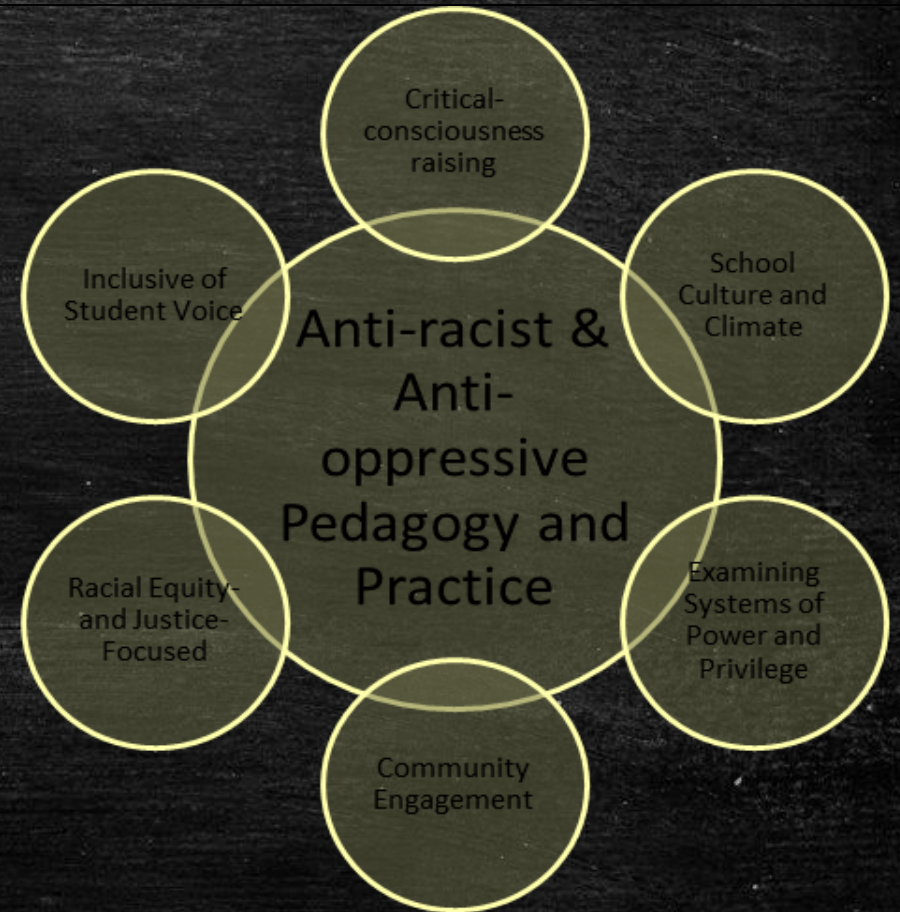 Critical-
consciousness
raising
School
Culture and
Climate
Examining
Systems of
Power and
Privilege
Community
Engagement
Racial Equity-
and Justice-
Focused
Inclusive of
Student Voice
Anti-racist &
Anti-
oppressive
Pedagogy and
Practice